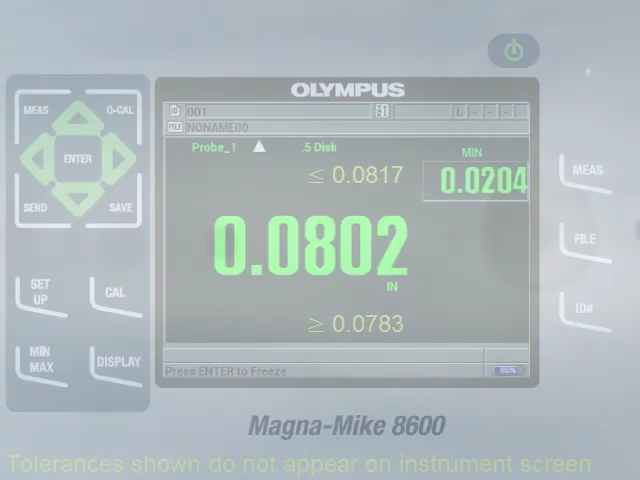 OLYMPUS
MEAS
Q-CAL
ENTER
SEND
SAVE
SET
UP
CAL
MIN
MAX
DISPLAY
ID 001
L - - -
FILE NONAME00
Probe_1
.5 Disk
MIN
≤ 0.0817
0.0204
0.0802
IN
≥ 0.0783
Press ENTER to Freeze
MEAS
FILE
ID#
Magna-Mike 8600
Tolerances shown do not appear on instrument screen